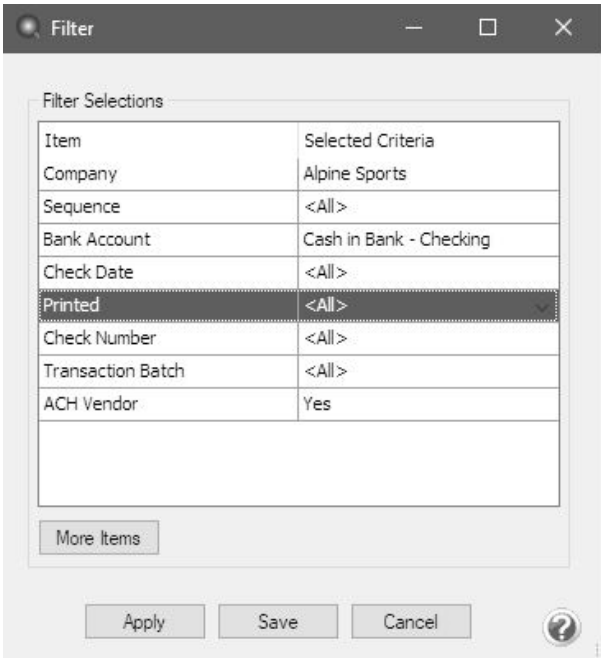 Filter
Filter Selections
Item Selected Criteria
Company Alpine Sports
Sequence <All>
Bank Account Cash in Bank - Checking
Check Date <All>
Printed <All>
Check Number <All>
Transaction Batch <All>
ACH Vendor Yes
More Items
Apply Save Cancel ?